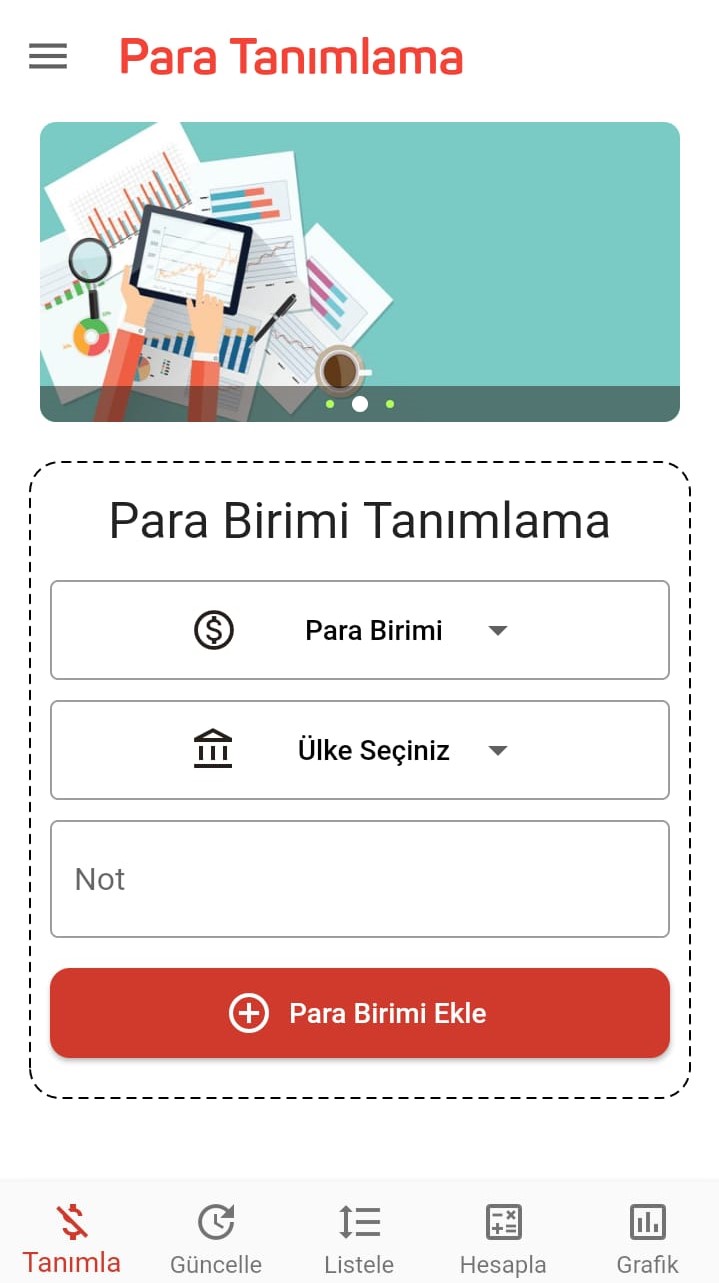 Para Tanımlama
Para Birimi Tanımlama
Para Birimi
Ülke Seçiniz
Not
Para Birimi Ekle
Tanımla
Güncelle
Listele
Hesapla
Grafik